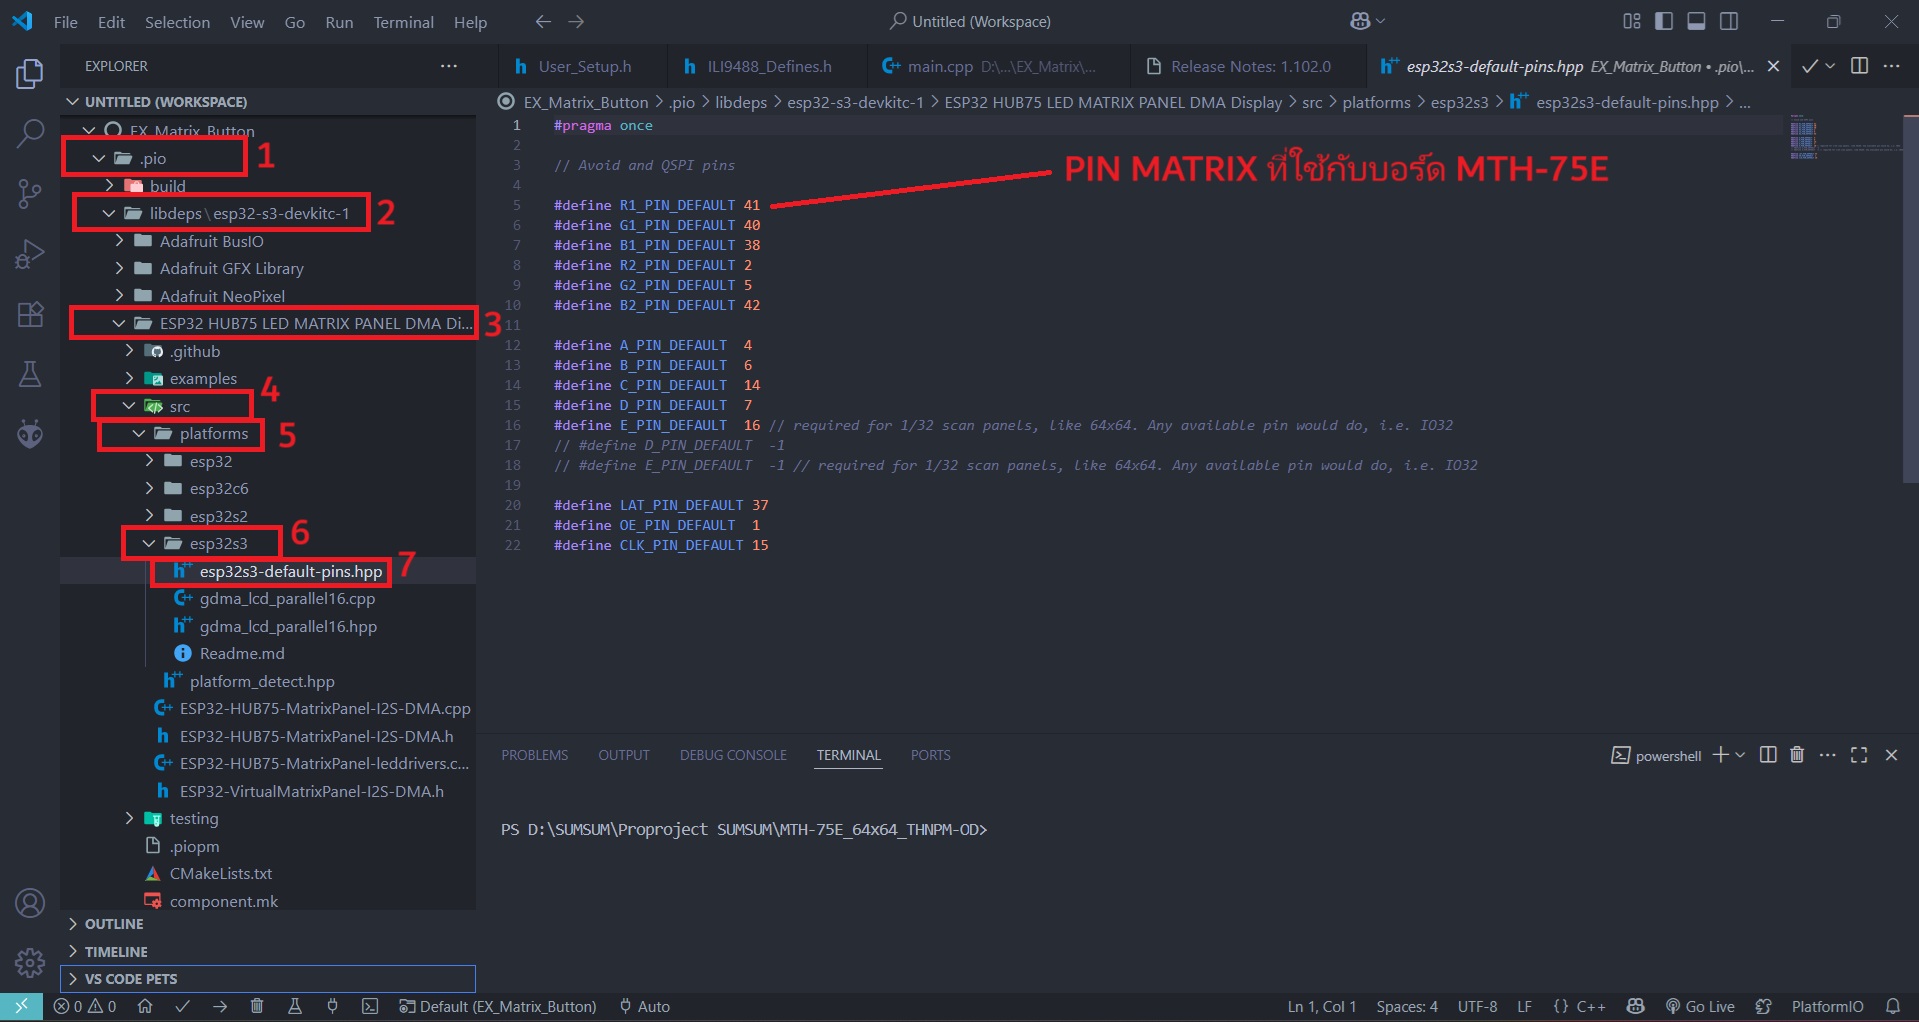 File Edit Selection View Go Run Terminal Help
Untitled (Workspace)
EXPLORER
User_Setup.h
ILI9488_Defines.h
main.cpp D:\...\EX_Matrix\...
Release Notes: 1.102.0
esp32s3-default-pins.hpp EX_Matrix_Button • .pio\...
UNTITLED (WORKSPACE)
EX_Matrix_Button > .pio > libdeps > esp32-s3-devkitc-1 > ESP32 HUB75 LED MATRIX PANEL DMA Display > src > platforms > esp32s3 > esp32s3-default-pins.hpp > ...
EX_Matrix_Button
.pio
1
build
libdeps\esp32-s3-devkitc-1
2
Adafruit BusIO
Adafruit GFX Library
Adafruit NeoPixel
ESP32 HUB75 LED MATRIX PANEL DMA Di...
3
.github
examples
src
4
platforms
5
esp32
esp32c6
esp32s2
esp32s3
6
esp32s3-default-pins.hpp
7
gdma_lcd_parallel16.cpp
gdma_lcd_parallel16.hpp
Readme.md
platform_detect.hpp
ESP32-HUB75-MatrixPanel-I2S-DMA.cpp
ESP32-HUB75-MatrixPanel-I2S-DMA.h
ESP32-HUB75-MatrixPanel-leddrivers.c...
ESP32-VirtualMatrixPanel-I2S-DMA.h
testing
.piopm
CMakeLists.txt
component.mk
OUTLINE
TIMELINE
VS CODE PETS
1 #pragma once
2
3 // Avoid and QSPI pins
4
PIN MATRIX ที่ใช้กับบอร์ด MTH-75E
5 #define R1_PIN_DEFAULT 41
6 #define G1_PIN_DEFAULT 40
7 #define B1_PIN_DEFAULT 38
8 #define R2_PIN_DEFAULT 2
9 #define G2_PIN_DEFAULT 5
10 #define B2_PIN_DEFAULT 42
11
12 #define A_PIN_DEFAULT 4
13 #define B_PIN_DEFAULT 6
14 #define C_PIN_DEFAULT 14
15 #define D_PIN_DEFAULT 7
16 #define E_PIN_DEFAULT 16 // required for 1/32 scan panels, like 64x64. Any available pin would do, i.e. IO32
17 // #define D_PIN_DEFAULT -1
18 // #define E_PIN_DEFAULT -1 // required for 1/32 scan panels, like 64x64. Any available pin would do, i.e. IO32
19
20 #define LAT_PIN_DEFAULT 37
21 #define OE_PIN_DEFAULT 1
22 #define CLK_PIN_DEFAULT 15
PROBLEMS OUTPUT DEBUG CONSOLE TERMINAL PORTS
powershell
PS D:\SUMSUM\Proproject SUMSUM\MTH-75E_64x64_THNPM-OD>
0 0 Default (EX_Matrix_Button) Auto
Ln 1, Col 1 Spaces: 4 UTF-8 LF {} C++ Go Live PlatformIO